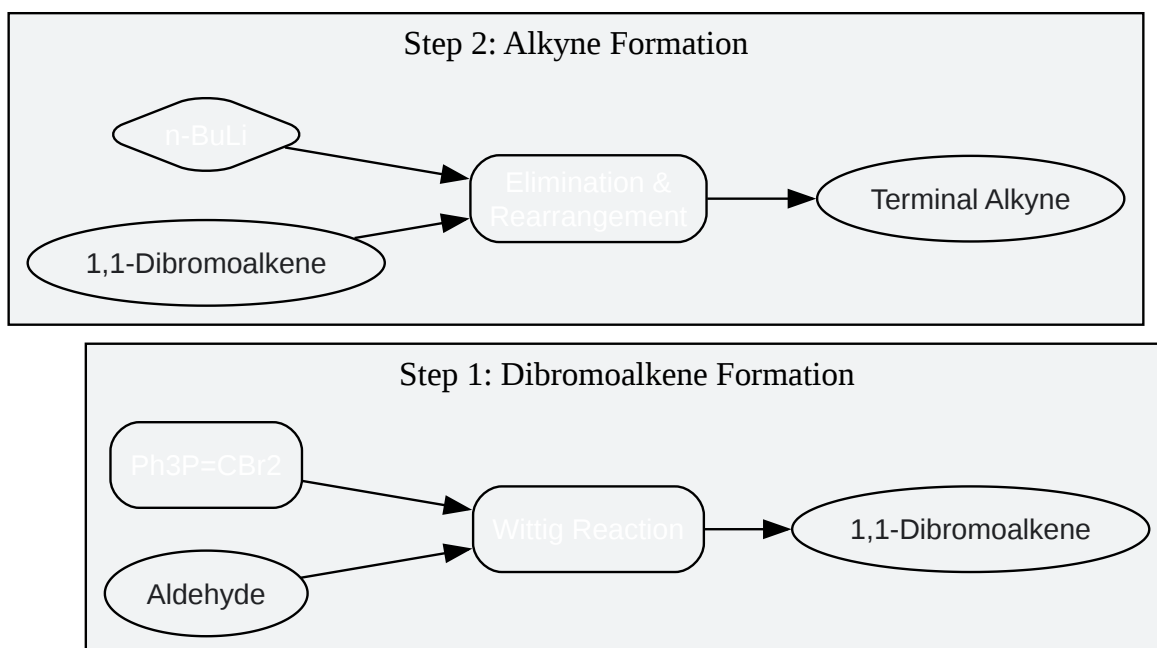 Step 2: Alkyne Formation
n-BuLi
Elimination &
Rearrangement
Terminal Alkyne
1,1-Dibromoalkene
Step 1: Dibromoalkene Formation
Ph3P=CBr2
Wittig Reaction
1,1-Dibromoalkene
Aldehyde